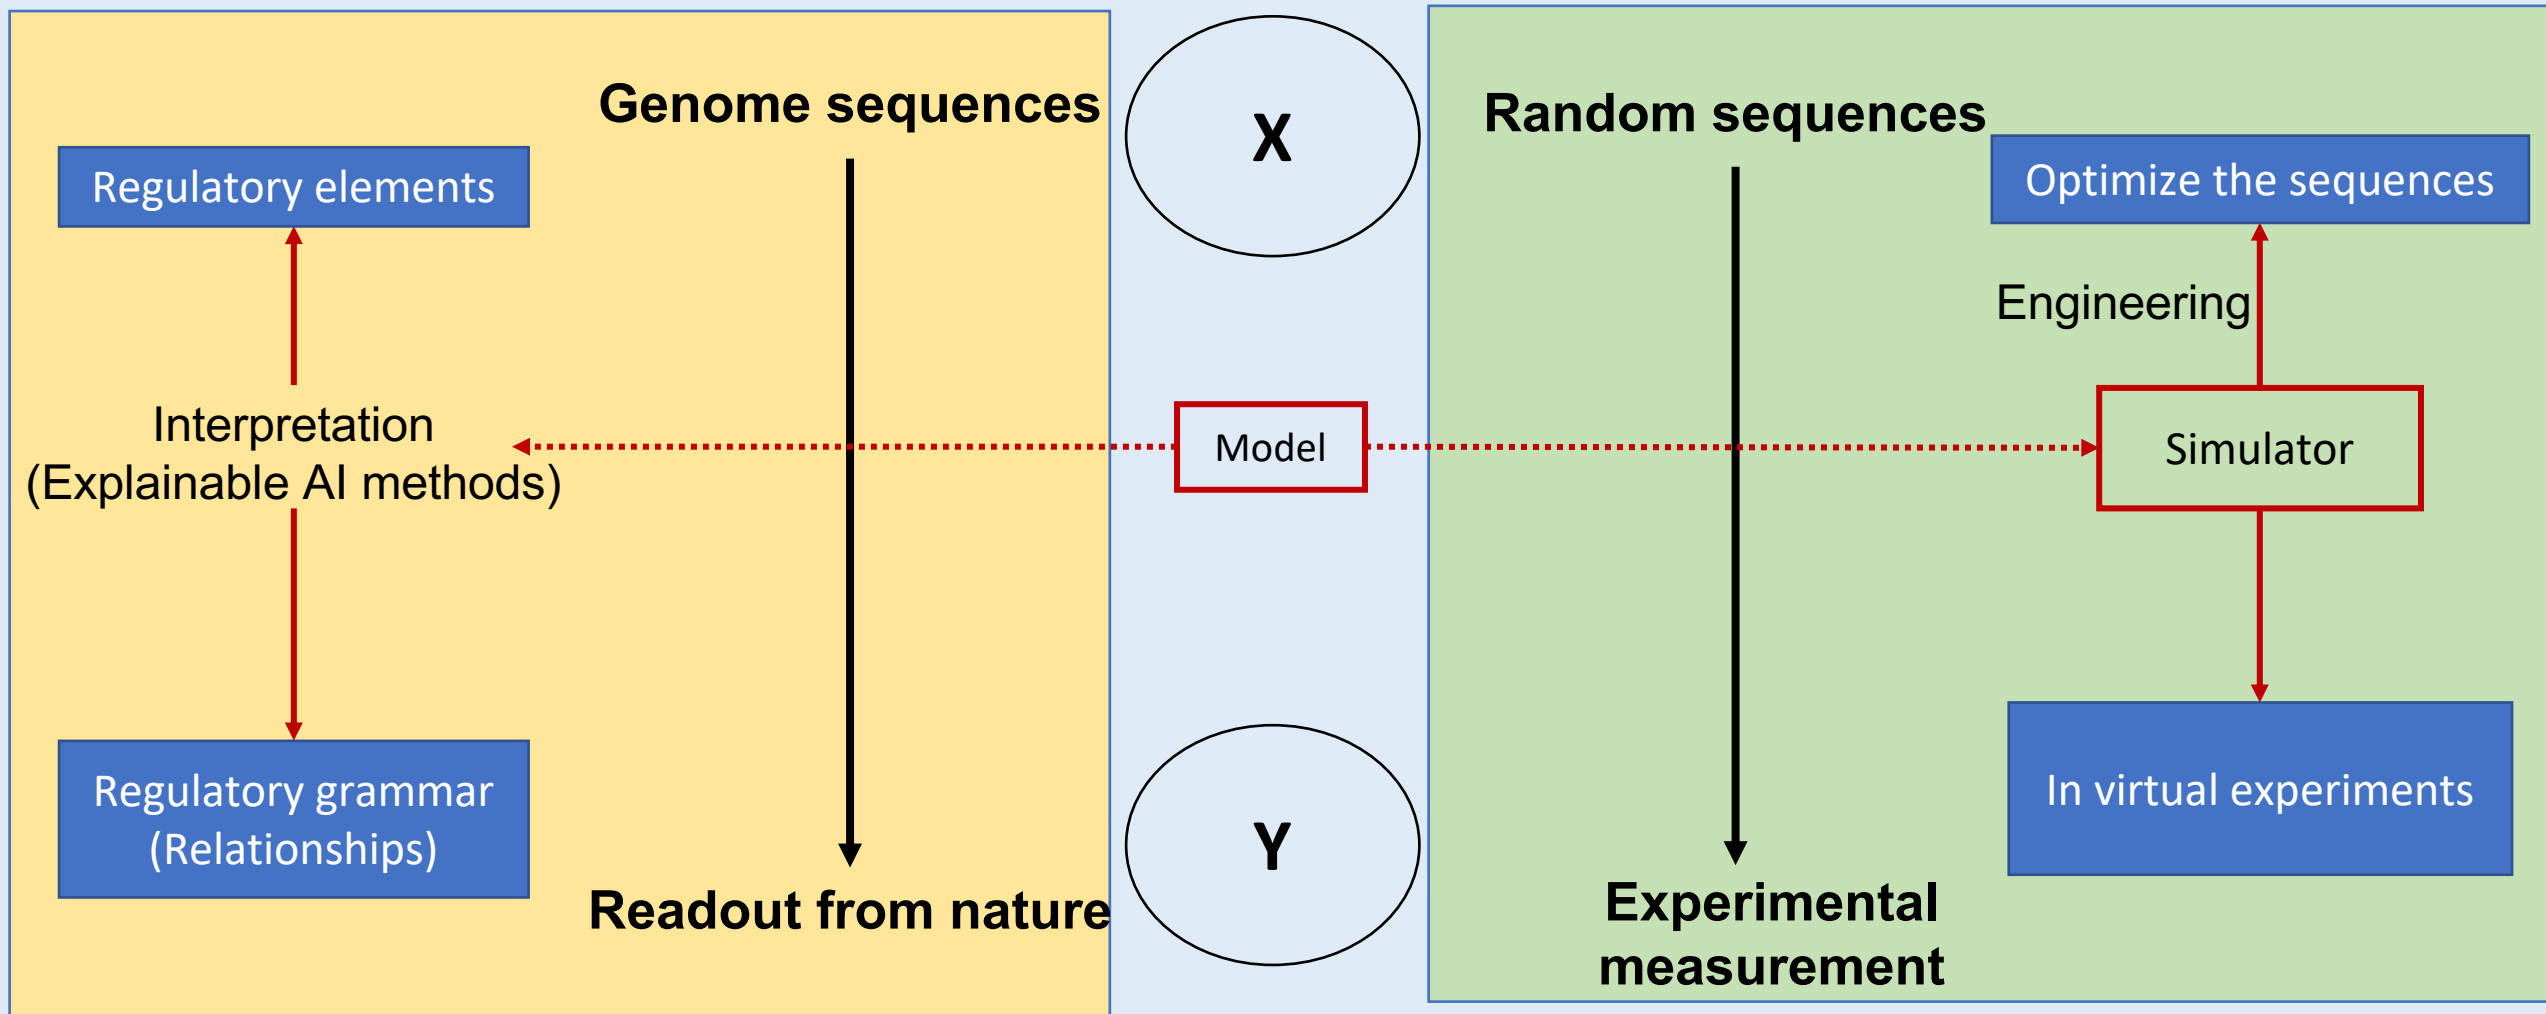 Genome sequences
Regulatory elements
Interpretation
(Explainable AI methods)
Regulatory grammar
(Relationships)
Readout from nature
X
Model
Y
Random sequences
Optimize the sequences
Engineering
Simulator
In virtual experiments
Experimental
measurement